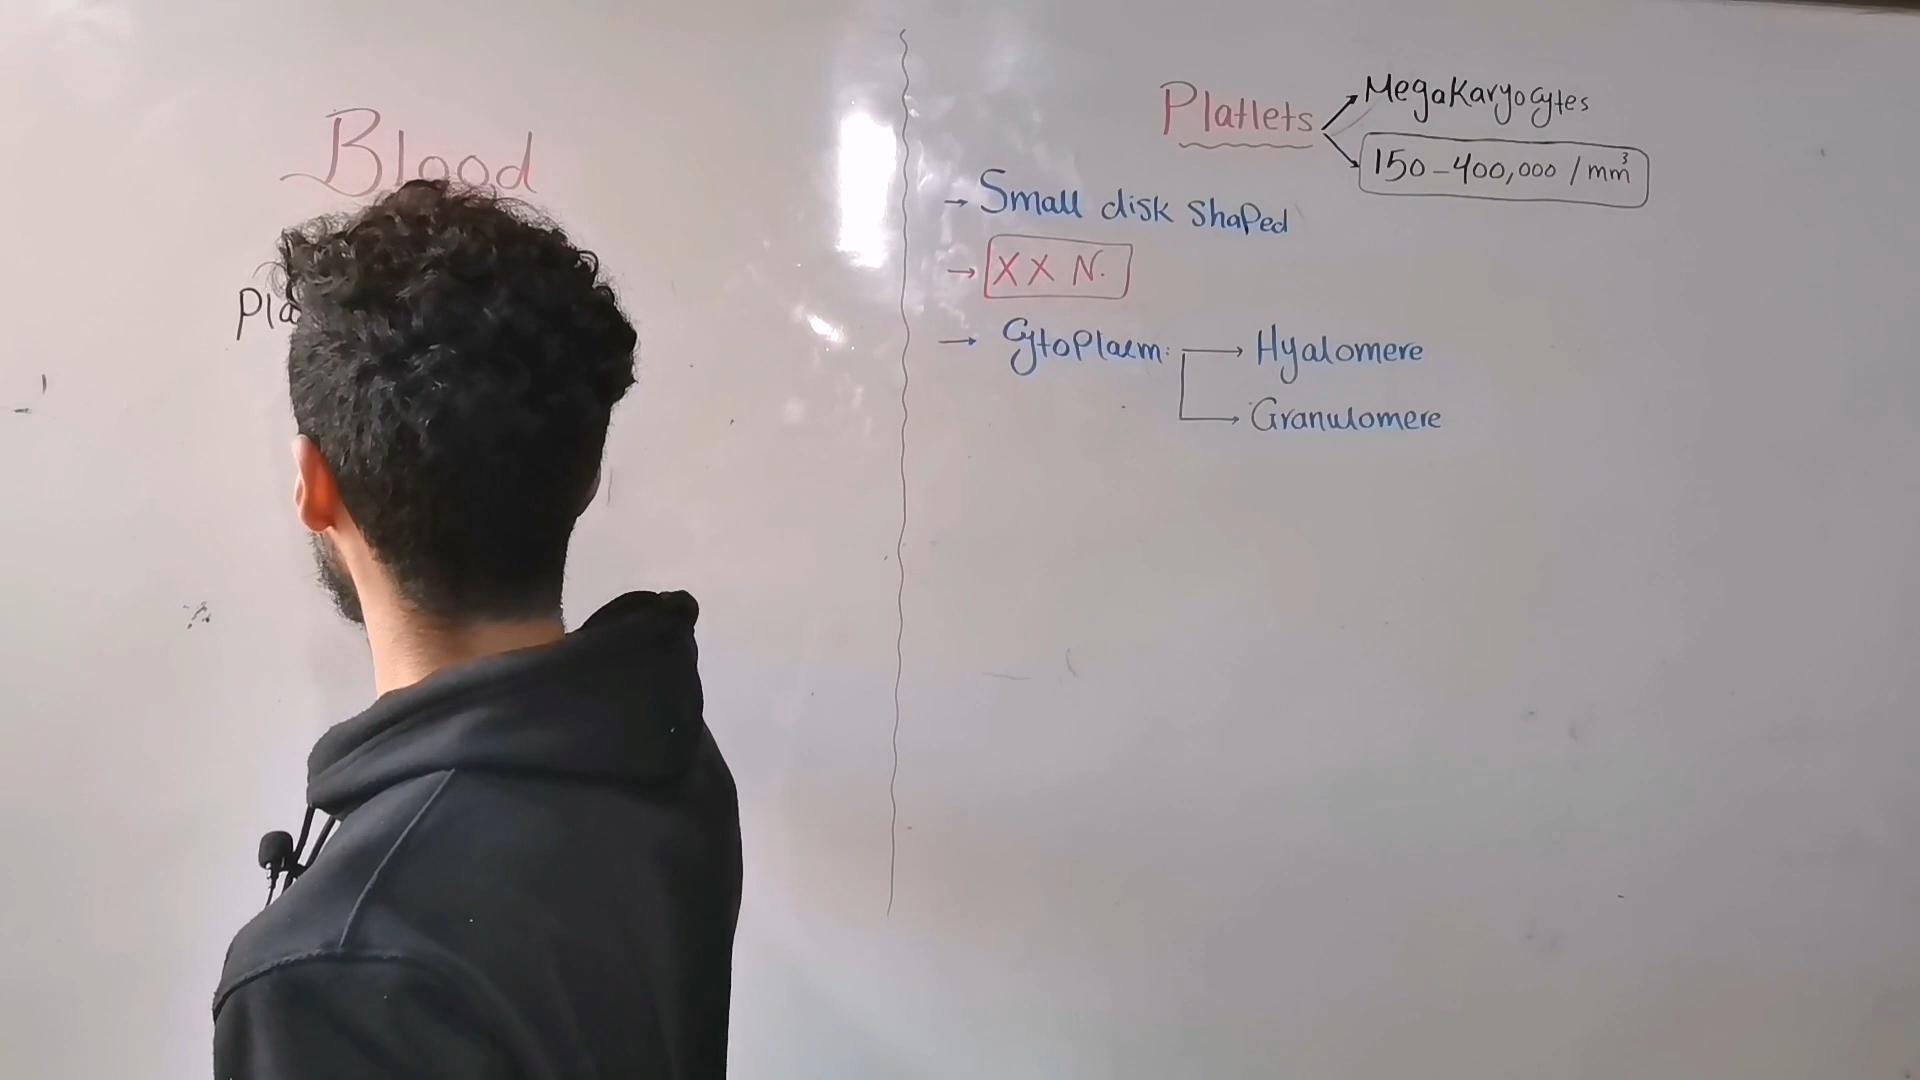 Blood
Platlets → Megakaryocytes
→ 150-400,000 / mm³
→ Small disk shaped
→ X X N.
→ Cytoplasm: → Hyalomere
→ Granulomere